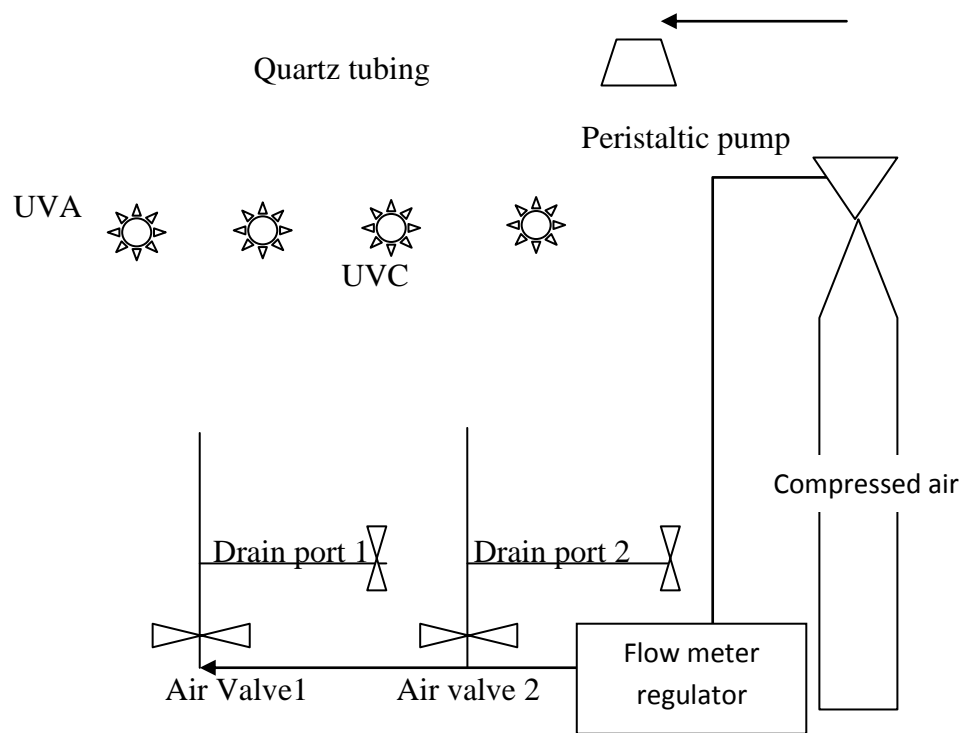 Quartz tubing
Peristaltic pump
UVA
UVC
Compressed air
Drain port 1
Drain port 2
Flow meter
regulator
Air Valve1
Air valve 2